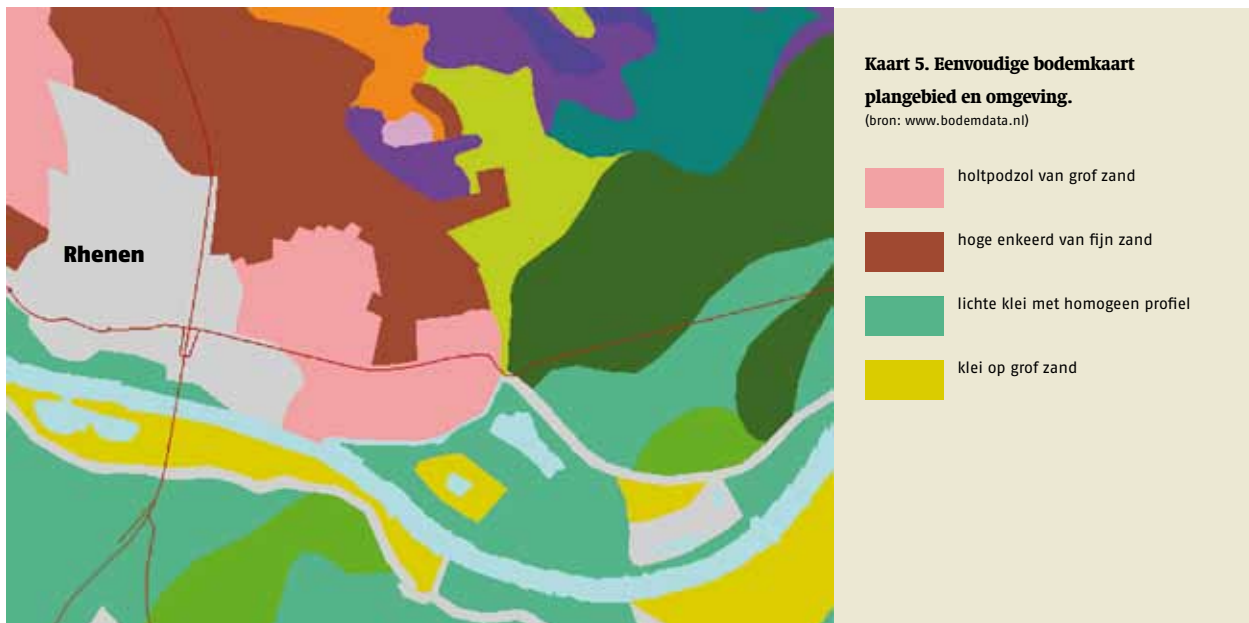 Rhenen
Kaart 5. Eenvoudige bodemkaart
plangebied en omgeving.
(bron: www.bodemdata.nl)
holtpodzol van grof zand
hoge enkeerd van fijn zand
lichte klei met homogeen profiel
klei op grof zand